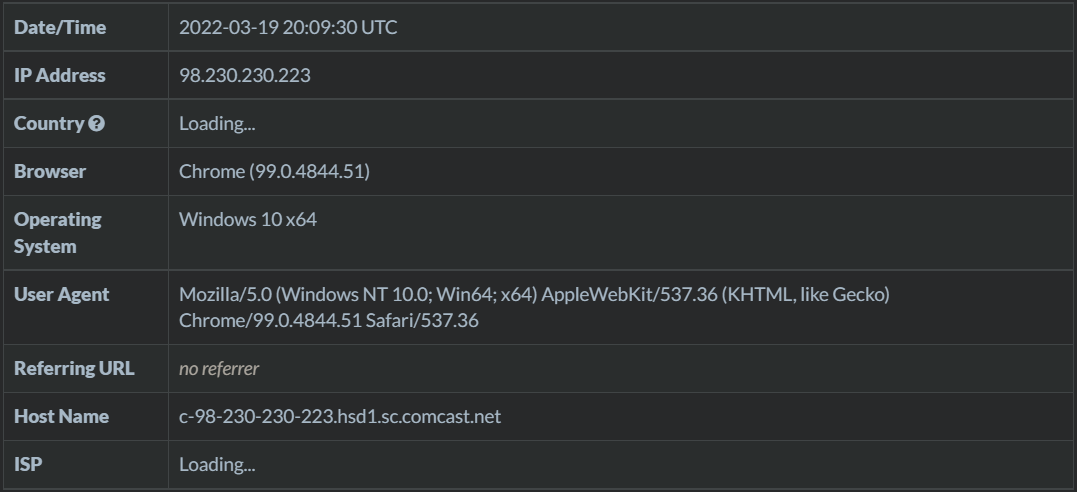 Date/Time 2022-03-19 20:09:30 UTC
IP Address 98.230.230.223
Country ? Loading...
Browser Chrome (99.0.4844.51)
Operating System Windows 10 x64
User Agent Mozilla/5.0 (Windows NT 10.0; Win64; x64) AppleWebKit/537.36 (KHTML, like Gecko)
Chrome/99.0.4844.51 Safari/537.36
Referring URL no referrer
Host Name c-98-230-230-223.hsd1.sc.comcast.net
ISP Loading...